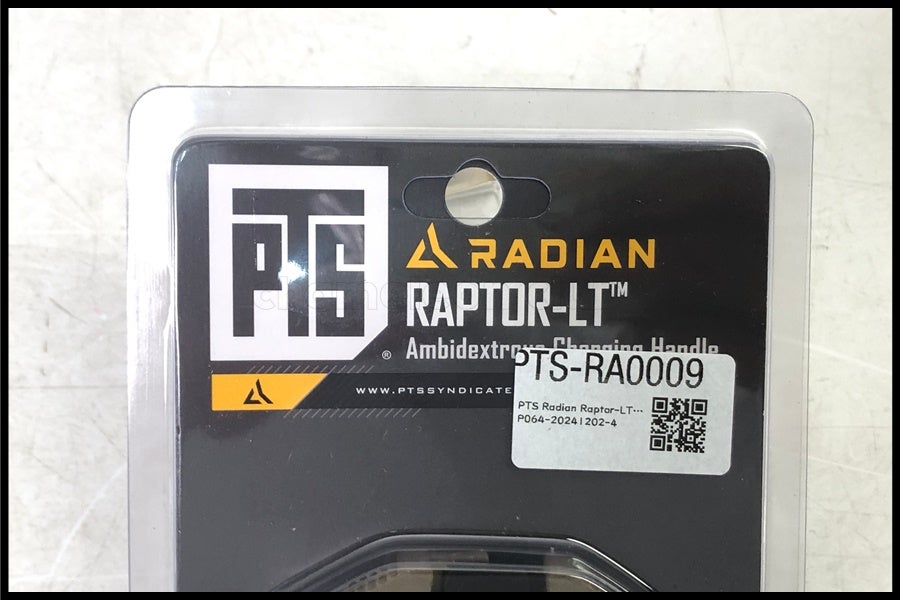 PTS
RADIAN
RAPTOR-LT™
Ambidextrous Charging Handle
®
WWW.PTSSYNDICATE
PTS-RA0009
PTS Radian Raptor-LT···
P064-20241202-4